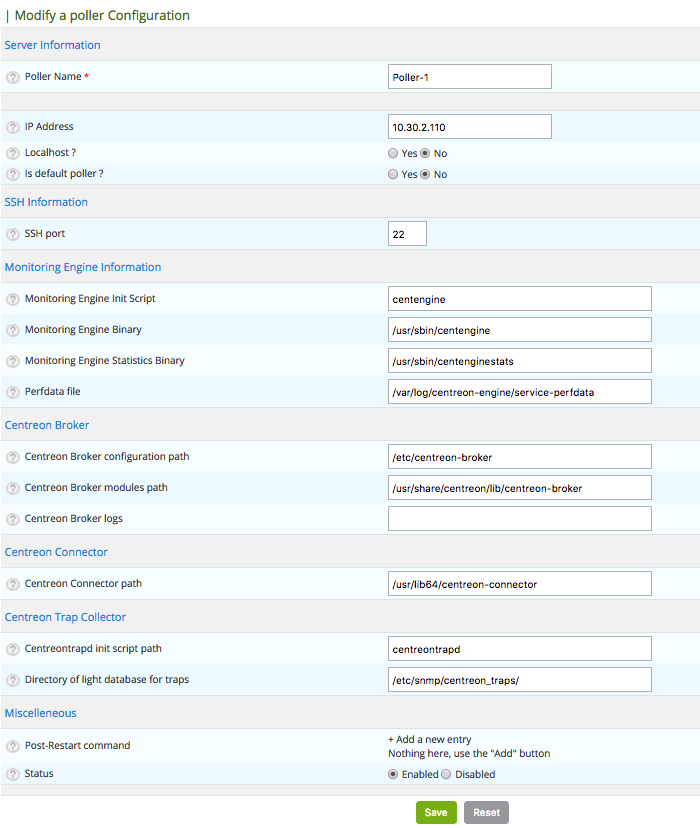 | Modify a poller Configuration
Server Information
? Poller Name * Poller-1
? IP Address 10.30.2.110
? Localhost ? Yes No
? Is default poller ? Yes No
SSH Information
? SSH port 22
Monitoring Engine Information
? Monitoring Engine Init Script centengine
? Monitoring Engine Binary /usr/sbin/centengine
? Monitoring Engine Statistics Binary /usr/sbin/centenginestats
? Perfdata file /var/log/centreon-engine/service-perfdata
Centreon Broker
? Centreon Broker configuration path /etc/centreon-broker
? Centreon Broker modules path /usr/share/centreon/lib/centreon-broker
? Centreon Broker logs
Centreon Connector
? Centreon Connector path /usr/lib64/centreon-connector
Centreon Trap Collector
? Centreontrapd init script path centreontrapd
? Directory of light database for traps /etc/snmp/centreon_traps/
Miscelleneous
? Post-Restart command + Add a new entry
Nothing here, use the "Add" button
? Status Enabled Disabled
Save Reset